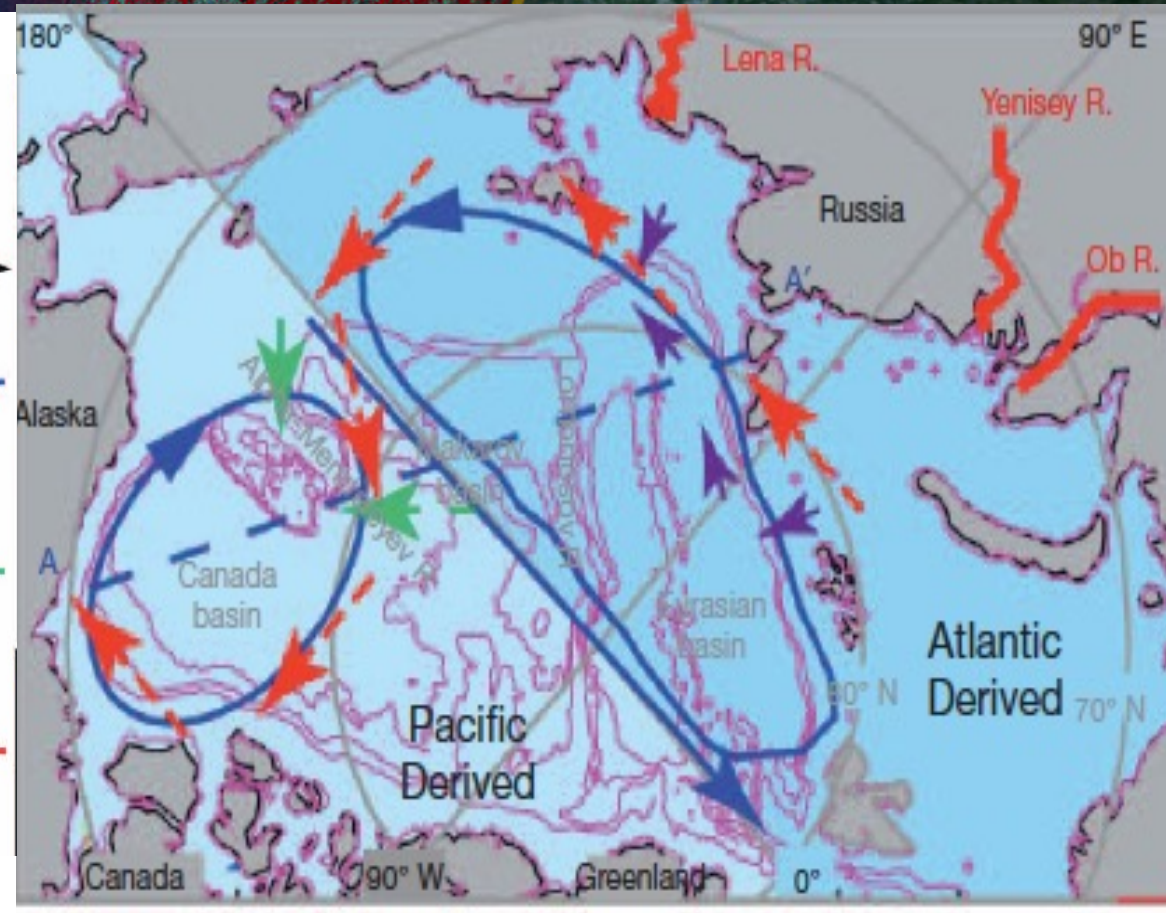 180°
90° E
Lena R.
Yenisey R.
Russia
Ob R.
A′
Alaska
Makarov
basin
A
Canada
basin
Eurasian
basin
Atlantic
Derived
80° N
70° N
Pacific
Derived
Canada
90° W
Greenland
0°